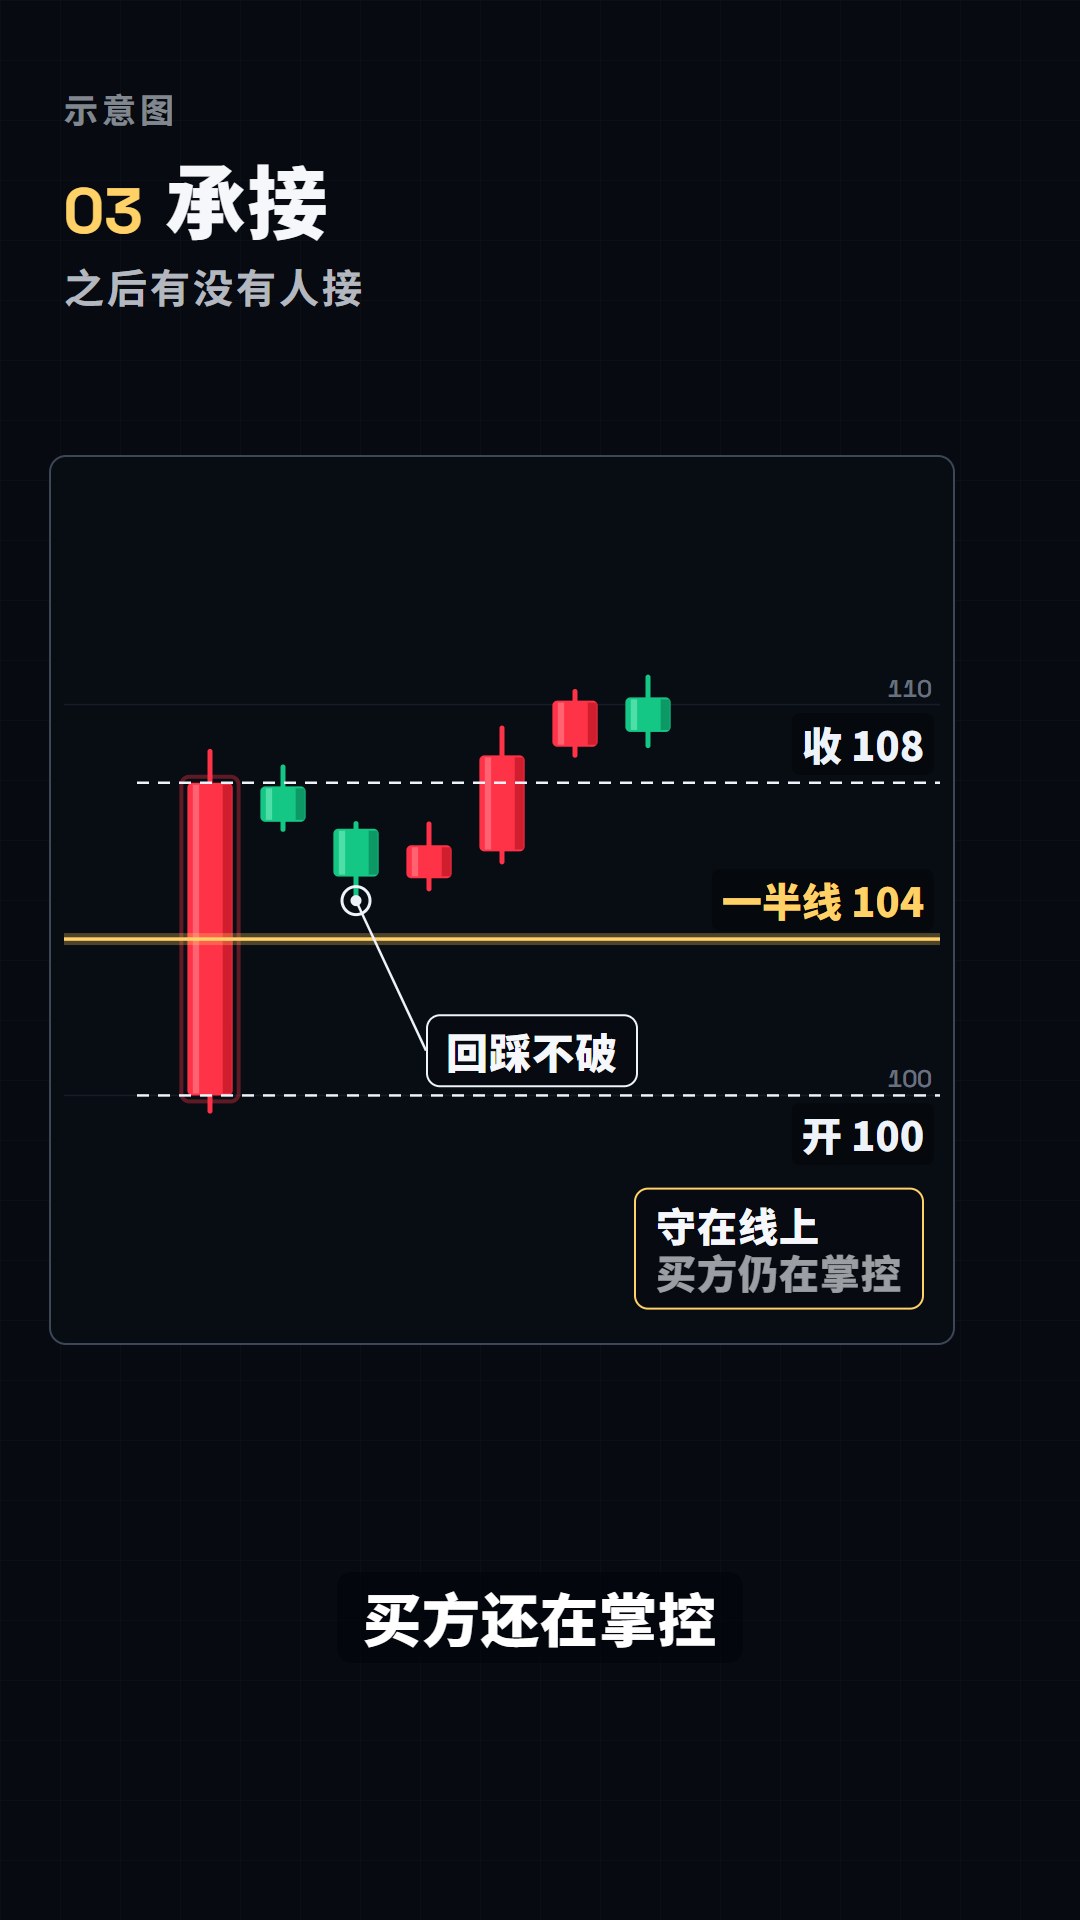 示意图
03 承接
之后有没有人接
110
收 108
一半线 104
回踩不破
100
开 100
守在线上
买方仍在掌控
买方还在掌控